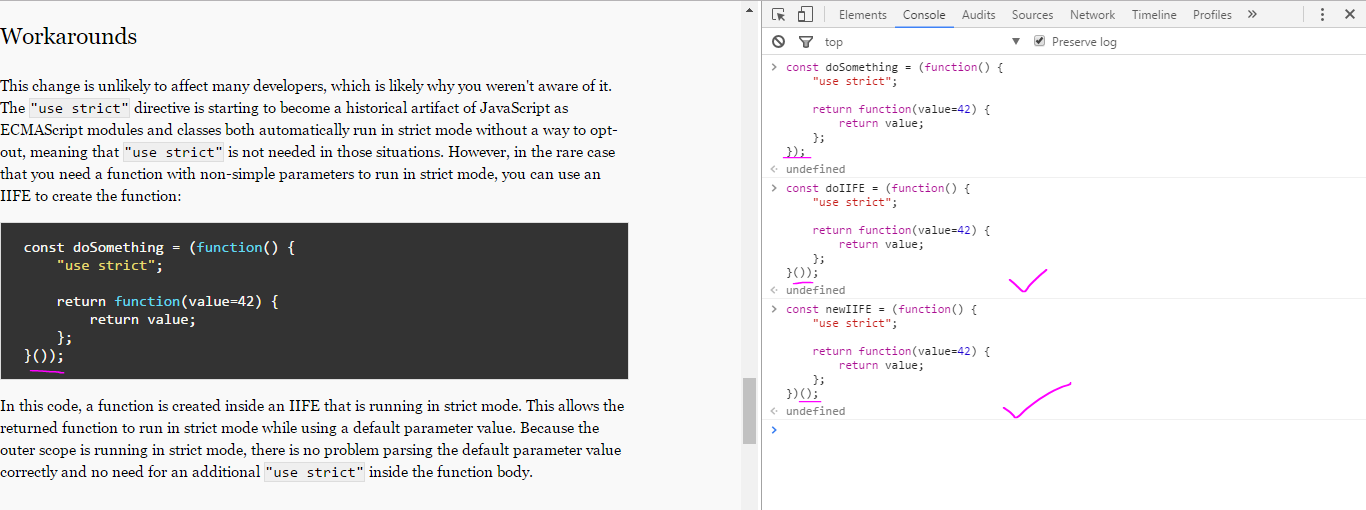 Workarounds
This change is unlikely to affect many developers, which is likely why you weren't aware of it.
The "use strict" directive is starting to become a historical artifact of JavaScript as
ECMAScript modules and classes both automatically run in strict mode without a way to opt-
out, meaning that "use strict" is not needed in those situations. However, in the rare case
that you need a function with non-simple parameters to run in strict mode, you can use an
IIFE to create the function:
const doSomething = (function() {
    "use strict";
    return function(value=42) {
        return value;
    };
}());
In this code, a function is created inside an IIFE that is running in strict mode. This allows the
returned function to run in strict mode while using a default parameter value. Because the
outer scope is running in strict mode, there is no problem parsing the default parameter value
correctly and no need for an additional "use strict" inside the function body.
Elements Console Audits Sources Network Timeline Profiles »
top ▼ Preserve log
> const doSomething = (function() {
    "use strict";
    return function(value=42) {
        return value;
    };
});
< undefined
> const doIIFE = (function() {
    "use strict";
    return function(value=42) {
        return value;
    };
}());
< undefined
> const newIIFE = (function() {
    "use strict";
    return function(value=42) {
        return value;
    };
})();
< undefined
>